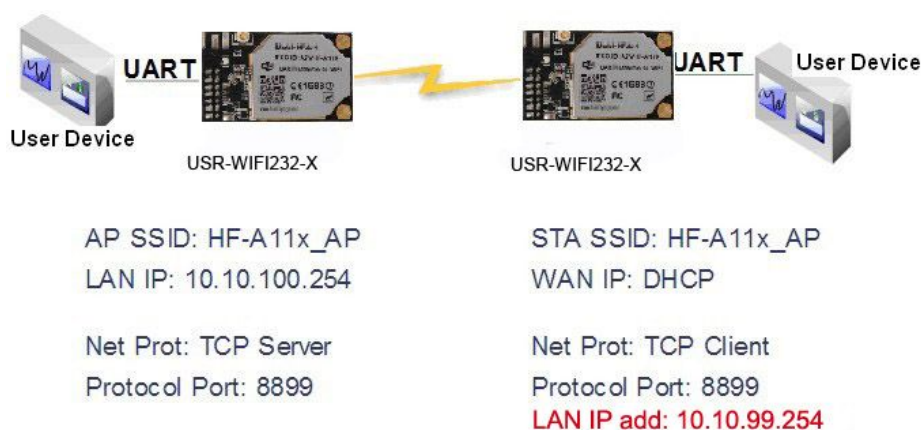 UART
User Device
USR-WIFI232-X
UART
User Device
USR-WIFI232-X
AP SSID: HF-A11x_AP
LAN IP: 10.10.100.254
Net Prot: TCP Server
Protocol Port: 8899
STA SSID: HF-A11x_AP
WAN IP: DHCP
Net Prot: TCP Client
Protocol Port: 8899
LAN IP add: 10.10.99.254